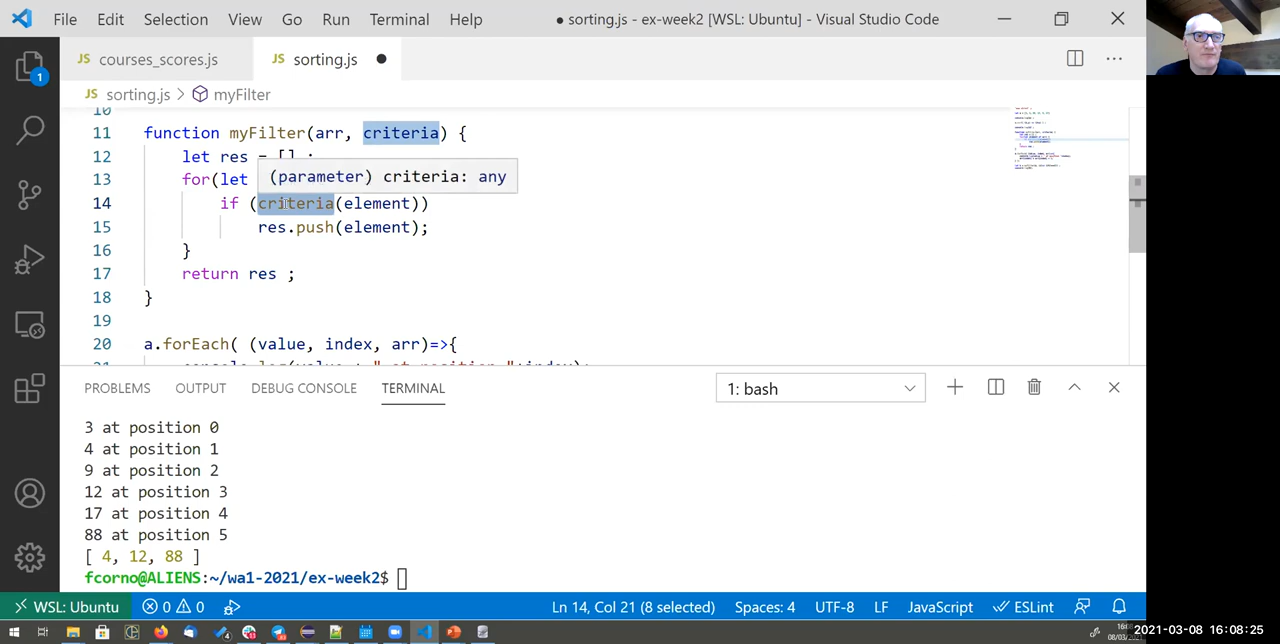 File Edit Selection View Go Run Terminal Help ● sorting.js - ex-week2 [WSL: Ubuntu] - Visual Studio Code
JS courses_scores.js JS sorting.js ●
JS sorting.js > myFilter
10
11 function myFilter(arr, criteria) {
12 let res = [] ;
13 for(let
(parameter) criteria: any
14 if (criteria(element))
15 res.push(element);
16 }
17 return res ;
18 }
19
20 a.forEach( (value, index, arr)=>{
21 console.log(value + " at position "+index);
PROBLEMS OUTPUT DEBUG CONSOLE TERMINAL 1: bash
3 at position 0
4 at position 1
9 at position 2
12 at position 3
17 at position 4
88 at position 5
[ 4, 12, 88 ]
fcorno@ALIENS:~/wa1-2021/ex-week2$
1
WSL: Ubuntu 0 0 Ln 14, Col 21 (8 selected) Spaces: 4 UTF-8 LF JavaScript ESLint
2021-03-08 16:08:25